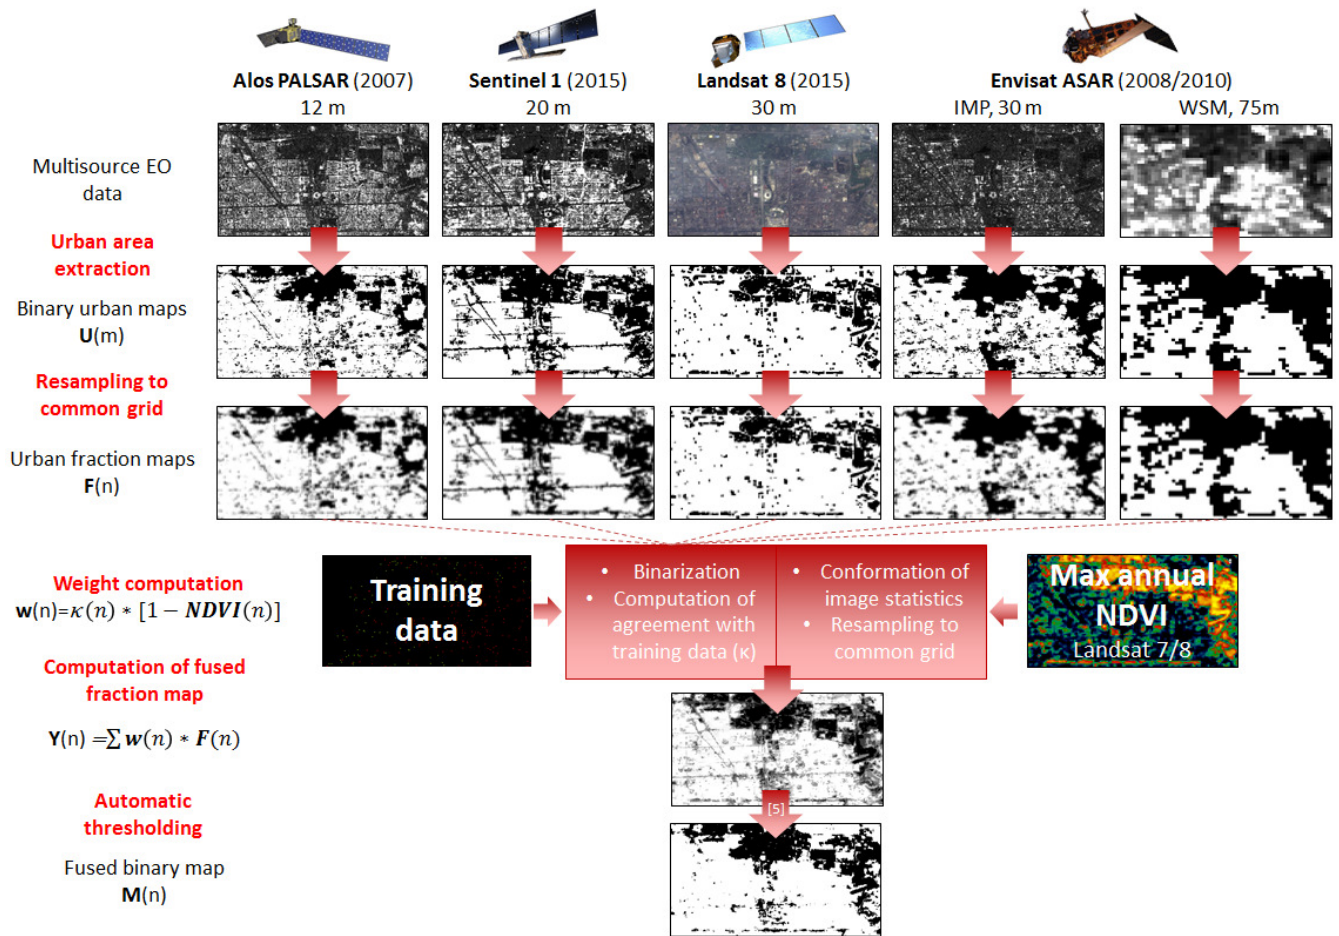 Alos PALSAR (2007)
12 m
Sentinel 1 (2015)
20 m
Landsat 8 (2015)
30 m
Envisat ASAR (2008/2010)
IMP, 30 m
WSM, 75m
Multisource EO
data
Urban area
extraction
Binary urban maps
U(m)
Resampling to
common grid
Urban fraction maps
F(n)
Weight computation
w(n)=κ(n) * [1 − NDVI(n)]
Training
data
• Binarization
• Computation of
agreement with
training data (κ)
• Conformation of
image statistics
• Resampling to
common grid
Max annual
NDVI
Landsat 7/8
Computation of fused
fraction map
Y(n) =∑ w(n) * F(n)
Automatic
thresholding
[5]
Fused binary map
M(n)